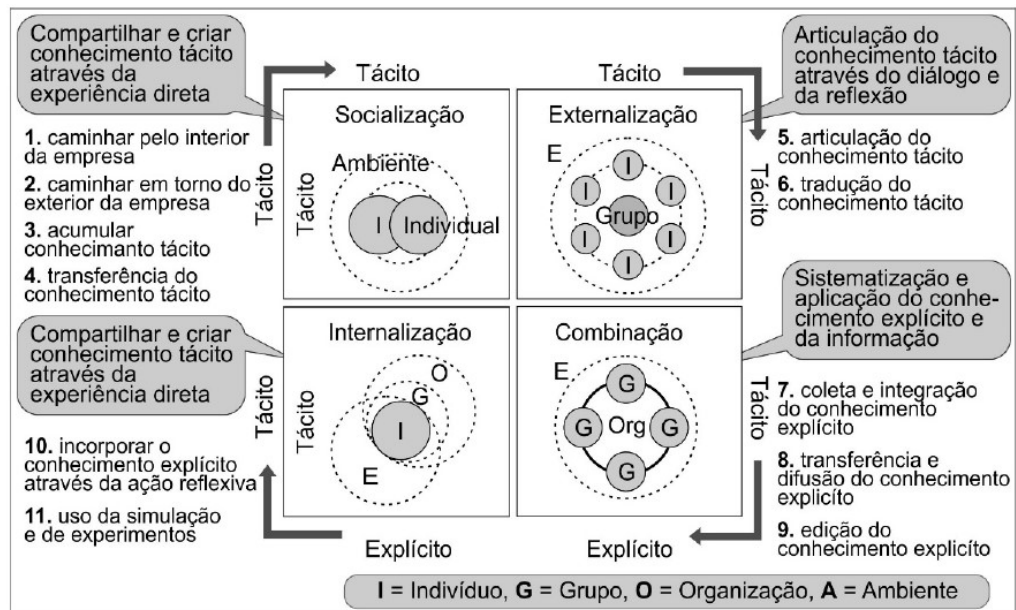 Compartilhar e criar
conhecimento tácito
através da
experiência direta
1. caminhar pelo interior
da empresa
2. caminhar em torno do
exterior da empresa
3. acumular
conhecimanto tácito
4. transferência do
conhecimento tácito
Tácito
Tácito
Tácito
Socialização
Ambiente
I
Individual
Tácito
Externalização
E
I
I
I
Grupo
I
I
I
Tácito
Articulação do
conhecimento tácito
através do diálogo e
da reflexão
5. articulação do
conhecimento tácito
6. tradução do
conhecimento tácito
Compartilhar e criar
conhecimento tácito
através da
experiência direta
10. incorporar o
conhecimento explícito
através da ação reflexiva
11. uso da simulação
e de experimentos
Tácito
Tácito
Internalização
O
G
I
E
Explícito
Combinação
E
G
G
Org
G
G
Explícito
Tácito
Sistematização e
aplicação do conhe-
cimento explícito e
da informação
7. coleta e integração
do conhecimento
explícito
8. transferência e
difusão do conhecimento
explicíto
9. edição do
conhecimento explicíto
I = Indivíduo, G = Grupo, O = Organização, A = Ambiente